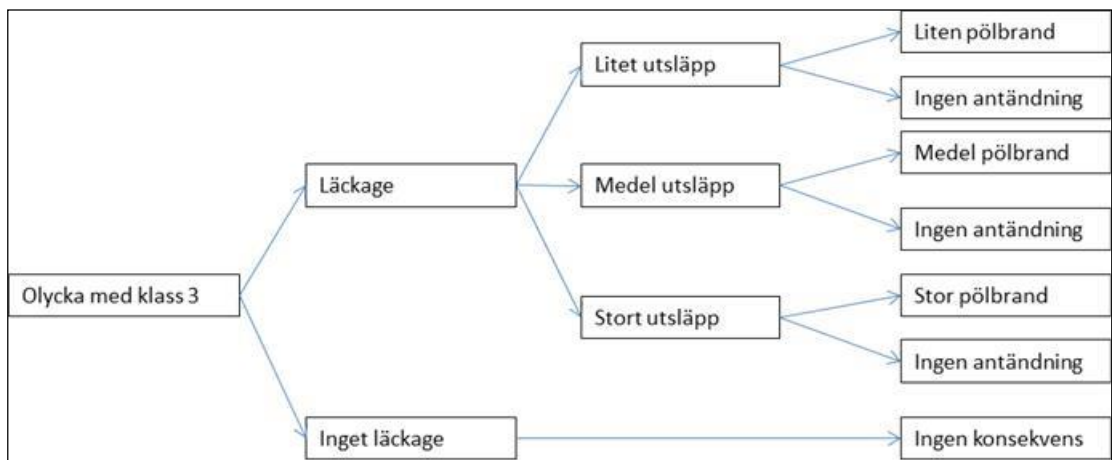 Olycka med klass 3
Läckage
Inget läckage
Litet utsläpp
Medel utsläpp
Stort utsläpp
Liten pölbrand
Ingen antändning
Medel pölbrand
Ingen antändning
Stor pölbrand
Ingen antändning
Ingen konsekvens